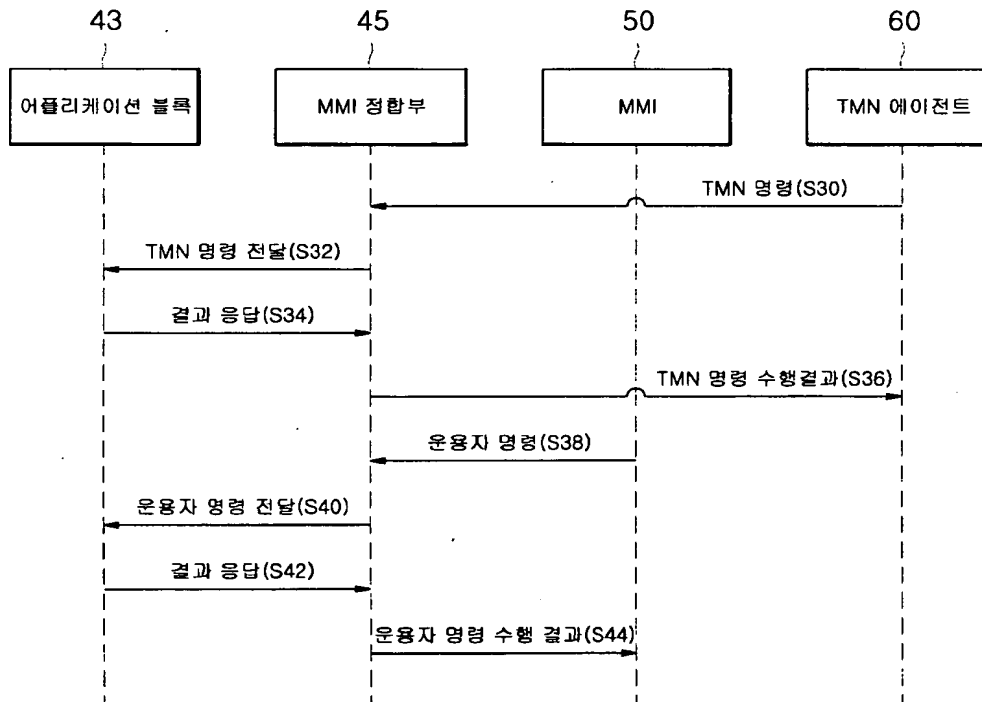 43
45
50
60
어플리케이션 블록
MMI 정합부
MMI
TMN 에이전트
TMN 명령(S30)
TMN 명령 전달(S32)
결과 응답(S34)
TMN 명령 수행결과(S36)
운용자 명령(S38)
운용자 명령 전달(S40)
결과 응답(S42)
운용자 명령 수행 결과(S44)